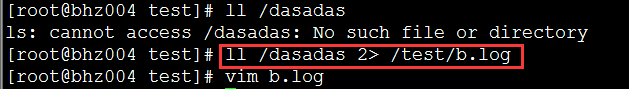 [root@bhz004 test]# ll /dasadas
ls: cannot access /dasadas: No such file or directory
[root@bhz004 test]# ll /dasadas 2> /test/b.log
[root@bhz004 test]# vim b.log